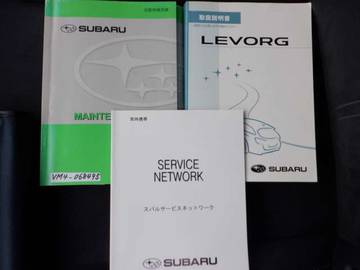 SUBARU
MAINTE
VM4-068495
取扱説明書
LEVORG
SUBARU
SERVICE
NETWORK
スバルサービスネットワーク
SUBARU